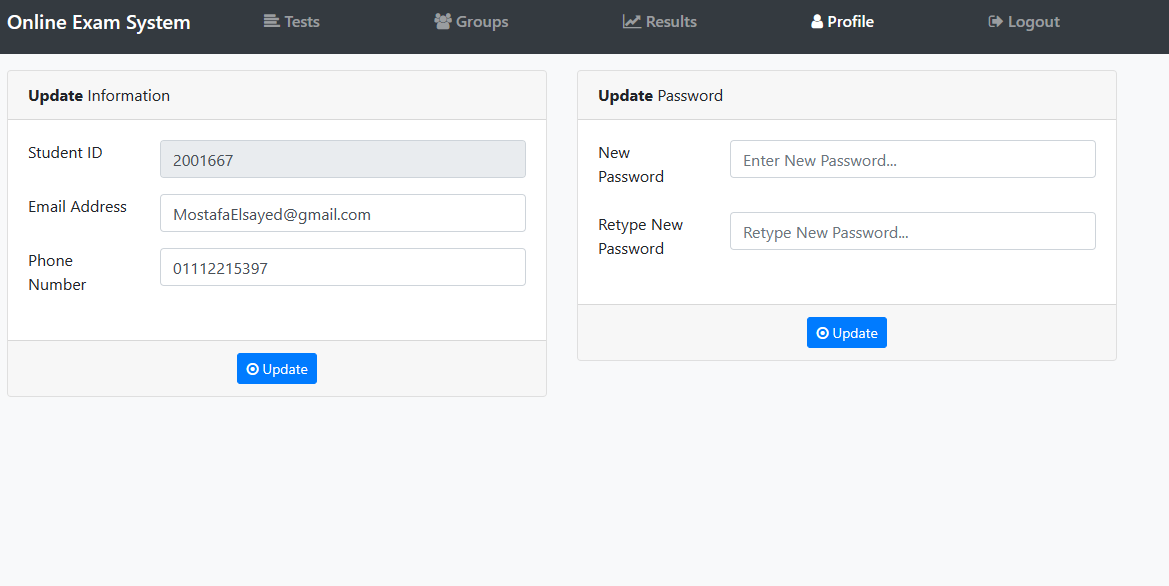 Online Exam System
Tests
Groups
Results
Profile
Logout
Update Information
Student ID
2001667
Email Address
MostafaElsayed@gmail.com
Phone
Number
01112215397
Update
Update Password
New
Password
Enter New Password...
Retype New
Password
Retype New Password...
Update